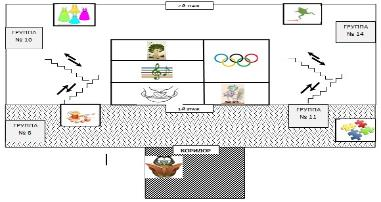 2-й этаж
ГРУППА
№ 10
ГРУППА
№ 14
1-й этаж
ГРУППА
№ 6
ГРУППА
№ 11
КОРИДОР